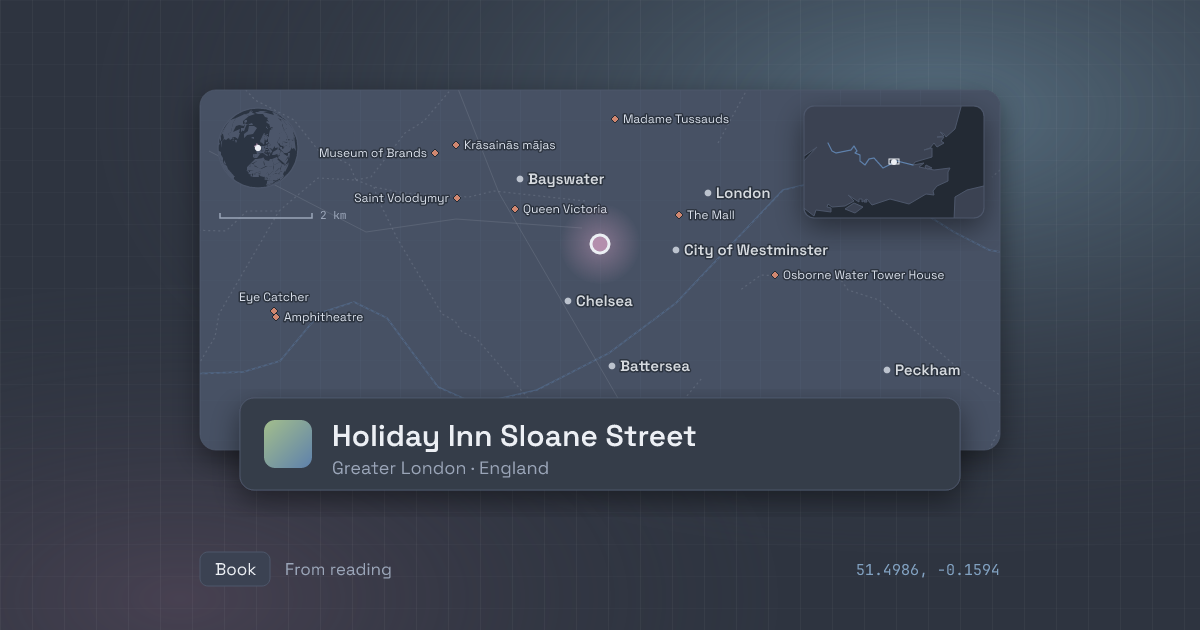 Madame Tussauds
Krāsainās mājas
Museum of Brands
Bayswater
London
Saint Volodymyr
Queen Victoria
The Mall
2 km
City of Westminster
Osborne Water Tower House
Eye Catcher
Chelsea
Amphitheatre
Battersea
Peckham
Holiday Inn Sloane Street
Greater London · England
Book
From reading
51.4986, -0.1594